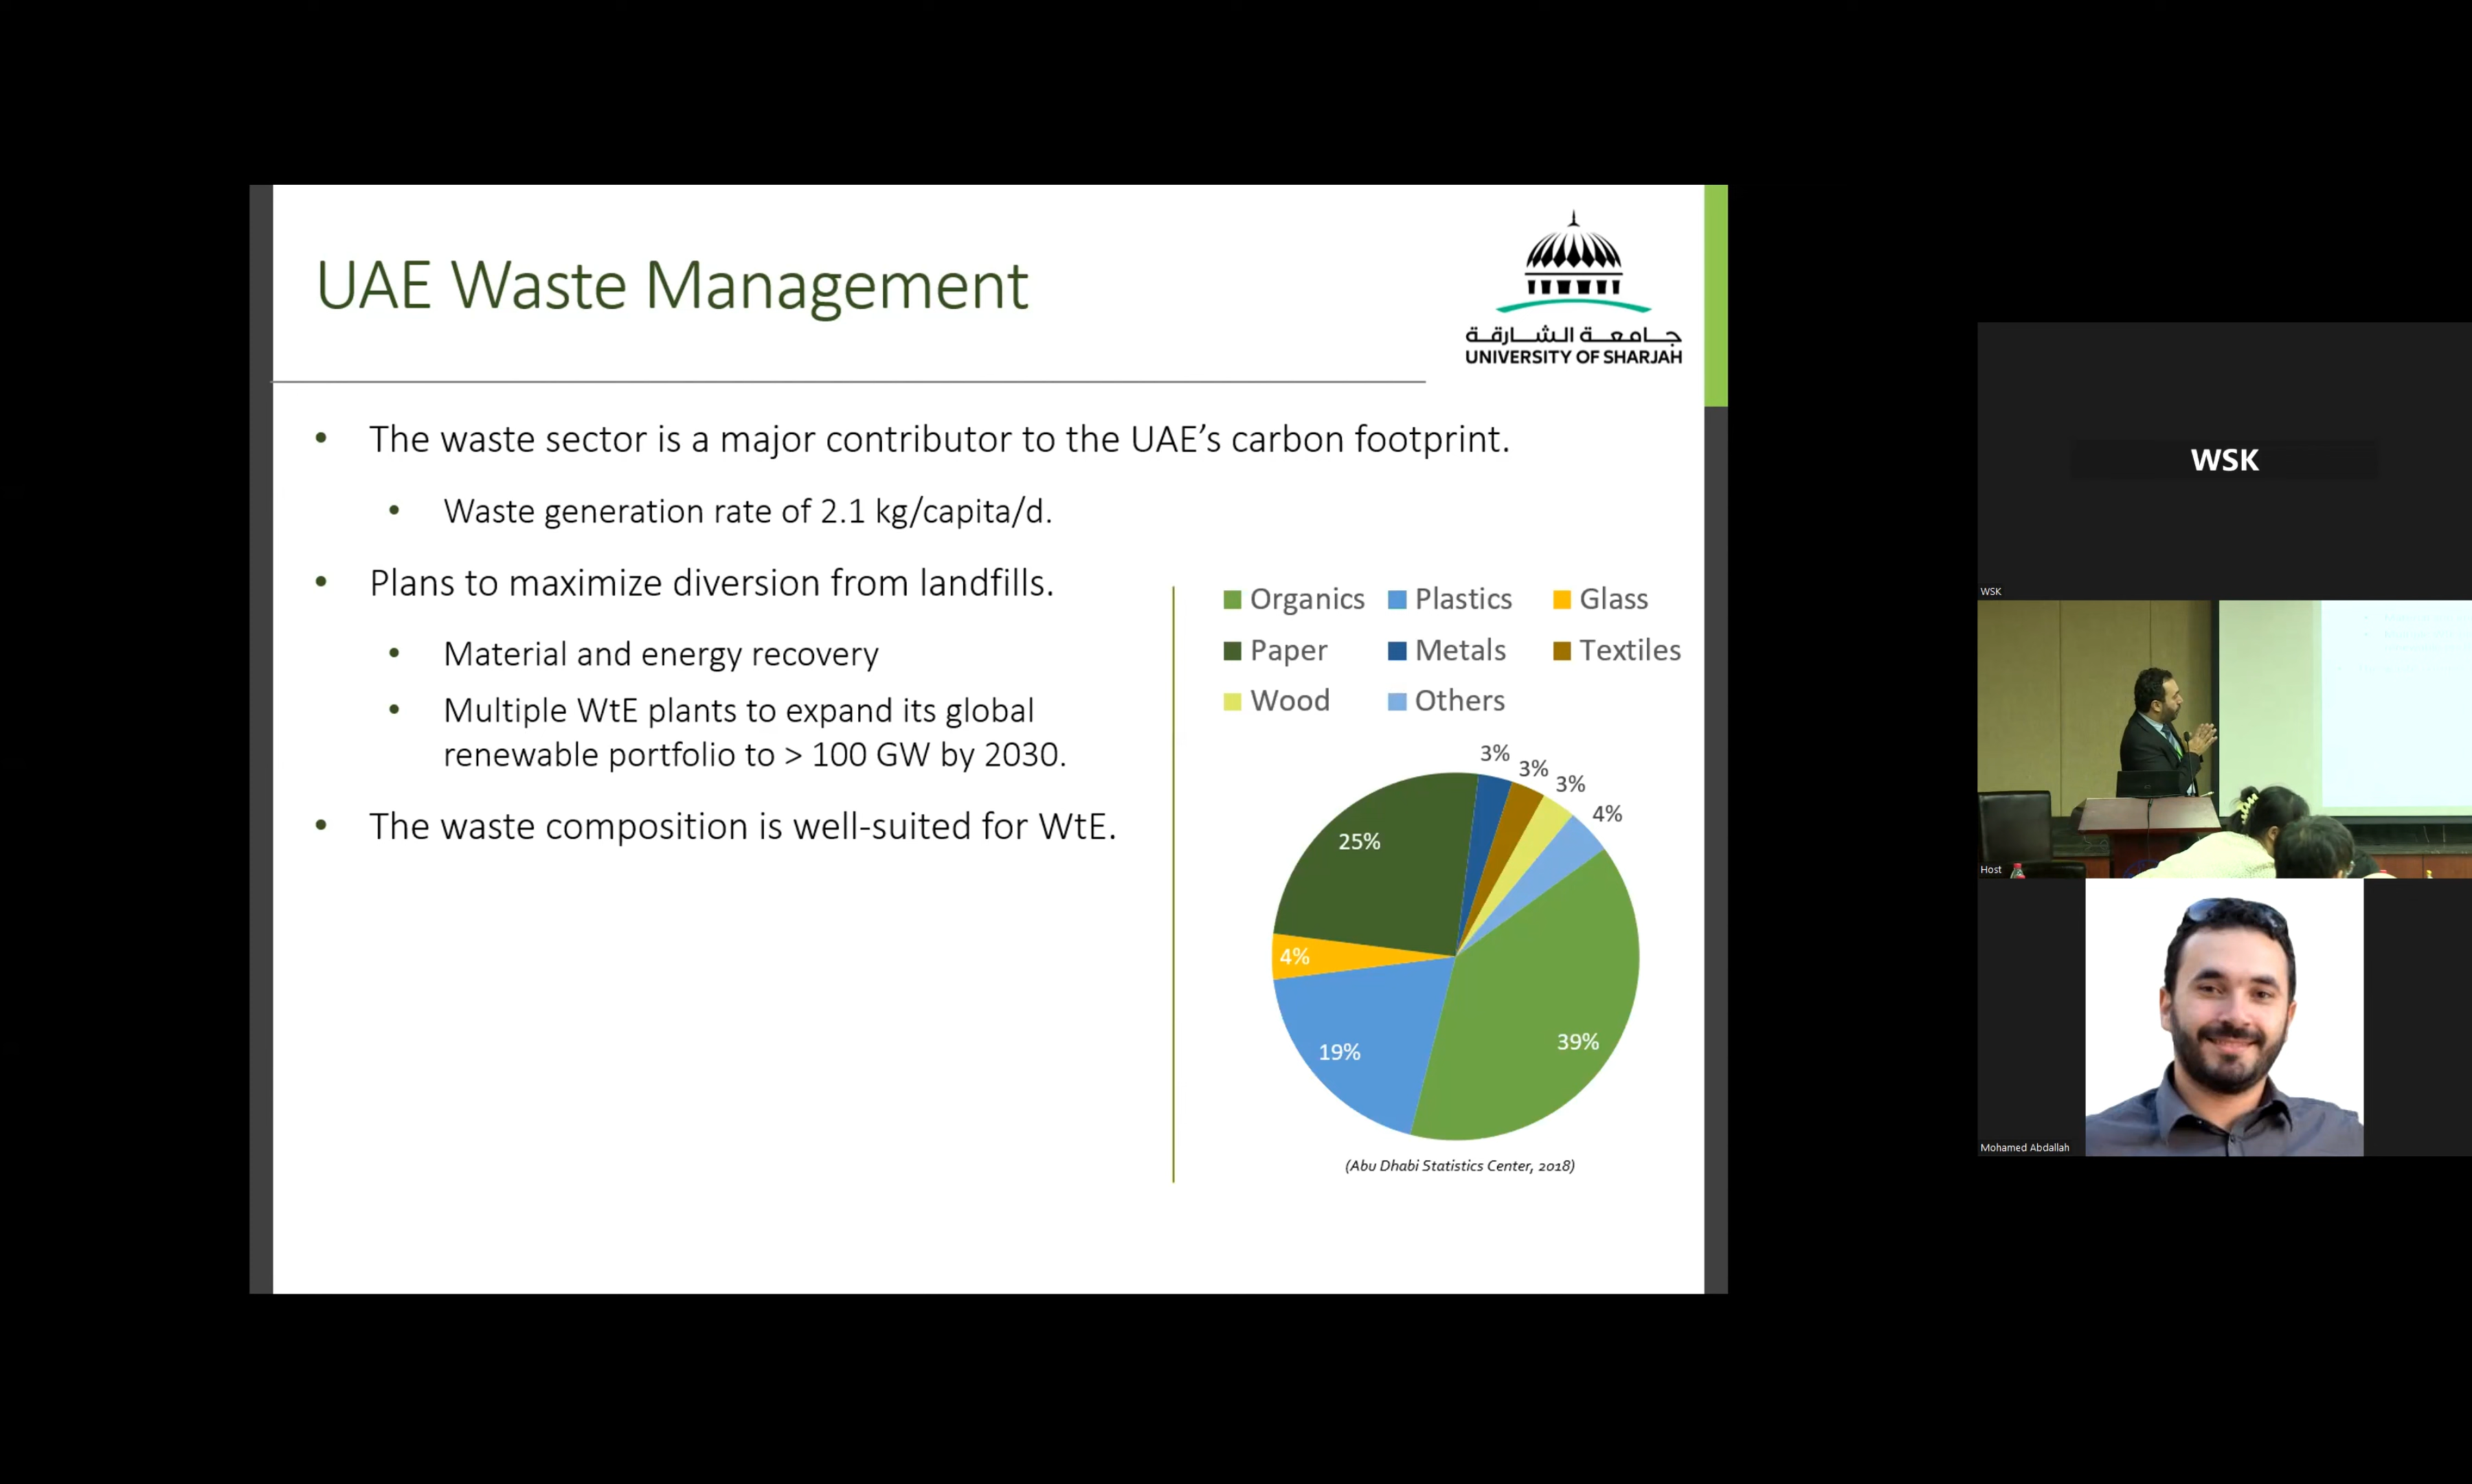 UAE Waste Management
جامعة الشارقة
UNIVERSITY OF SHARJAH
• The waste sector is a major contributor to the UAE’s carbon footprint.
• Waste generation rate of 2.1 kg/capita/d.
• Plans to maximize diversion from landfills.
• Material and energy recovery
• Multiple WtE plants to expand its global
renewable portfolio to > 100 GW by 2030.
• The waste composition is well-suited for WtE.
Organics Plastics Glass
Paper Metals Textiles
Wood Others
3%
3%
3%
4%
25%
4%
19%
39%
(Abu Dhabi Statistics Center, 2018)
WSK
WSK
Host
Mohamed Abdallah